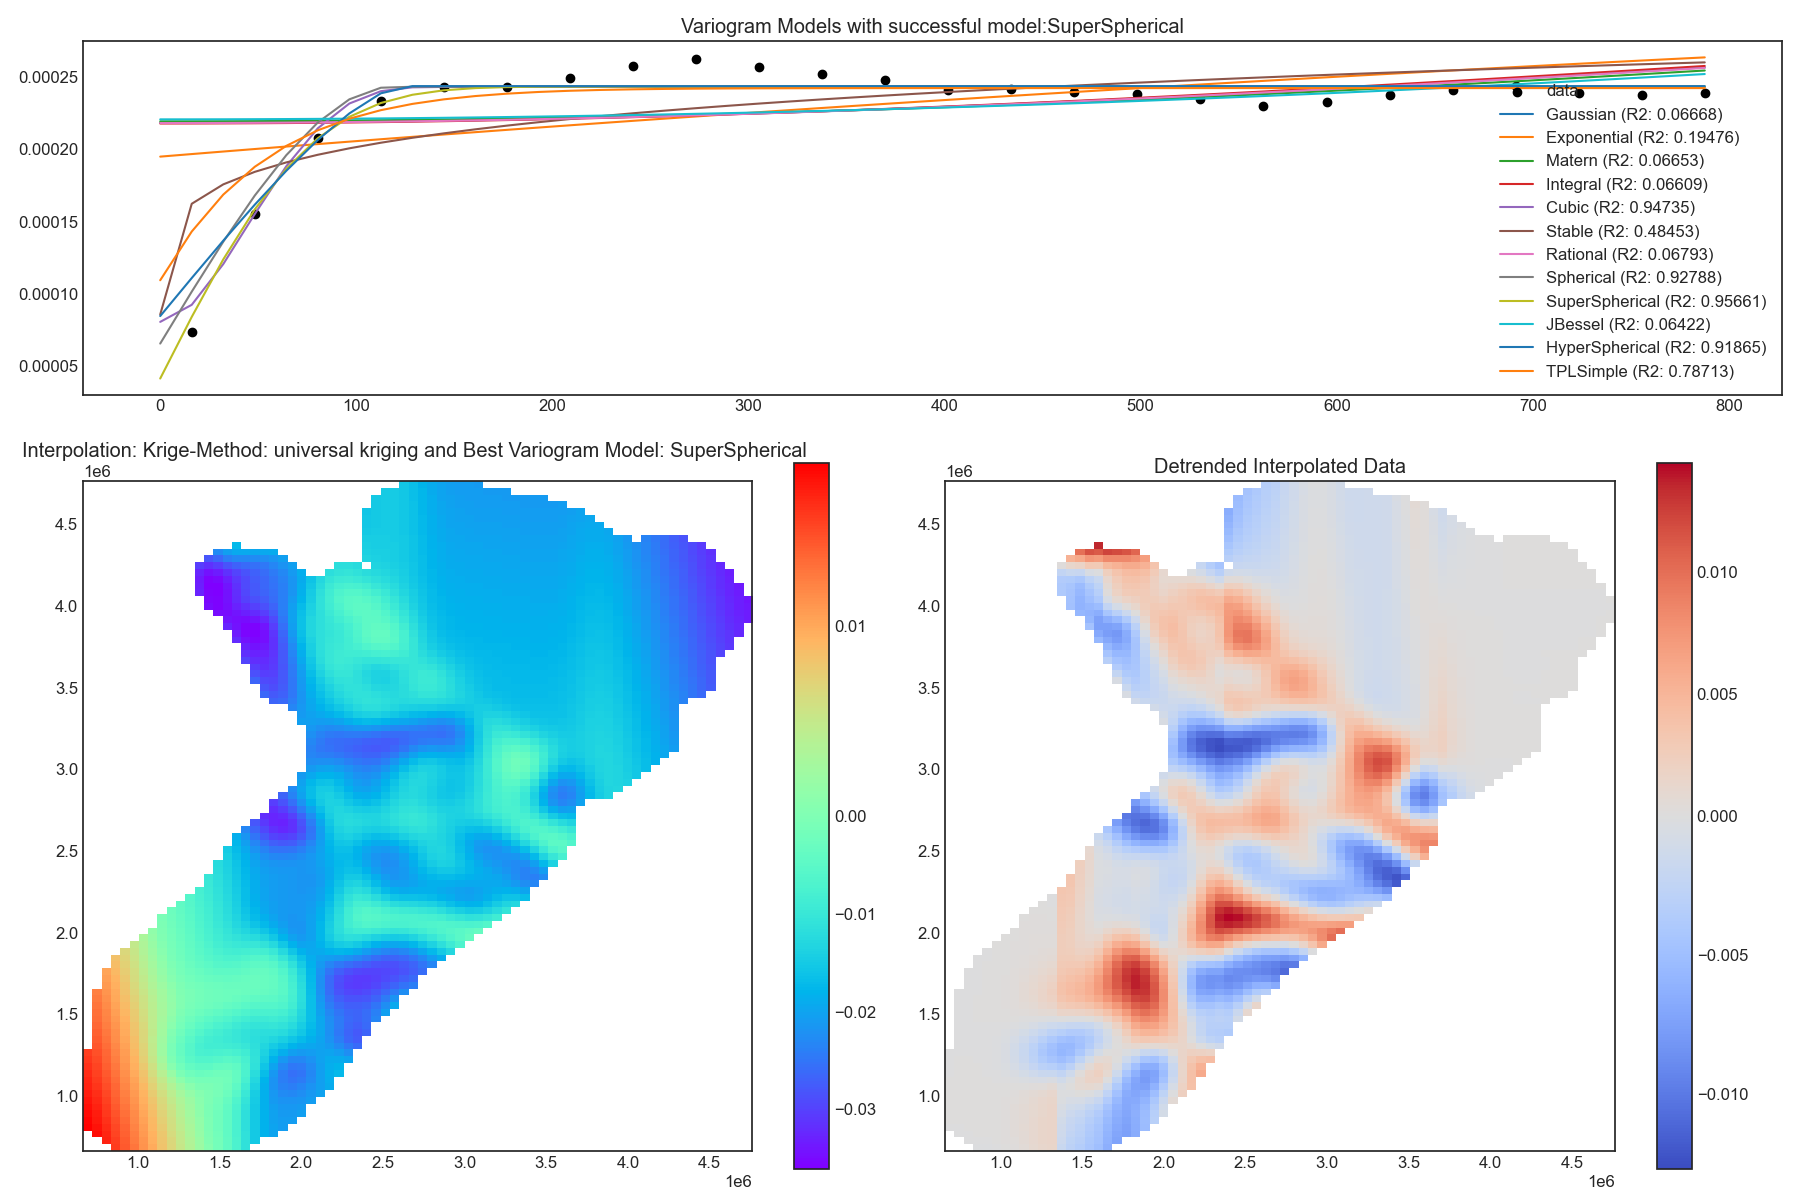 Variogram Models with successful model:SuperSpherical
0.00025
0.00020
0.00015
0.00010
0.00005
data
Gaussian (R2: 0.06668)
Exponential (R2: 0.19476)
Matern (R2: 0.06653)
Integral (R2: 0.06609)
Cubic (R2: 0.94735)
Stable (R2: 0.48453)
Rational (R2: 0.06793)
Spherical (R2: 0.92788)
SuperSpherical (R2: 0.95661)
JBessel (R2: 0.06422)
HyperSpherical (R2: 0.91865)
TPLSimple (R2: 0.78713)
0 100 200 300 400 500 600 700 800
Interpolation: Krige-Method: universal kriging and Best Variogram Model: SuperSpherical
1e6
4.5
4.0
3.5
3.0
2.5
2.0
1.5
1.0
1.0 1.5 2.0 2.5 3.0 3.5 4.0 4.5
1e6
0.01
0.00
−0.01
−0.02
−0.03
Detrended Interpolated Data
1e6
4.5
4.0
3.5
3.0
2.5
2.0
1.5
1.0
1.0 1.5 2.0 2.5 3.0 3.5 4.0 4.5
1e6
0.010
0.005
0.000
−0.005
−0.010